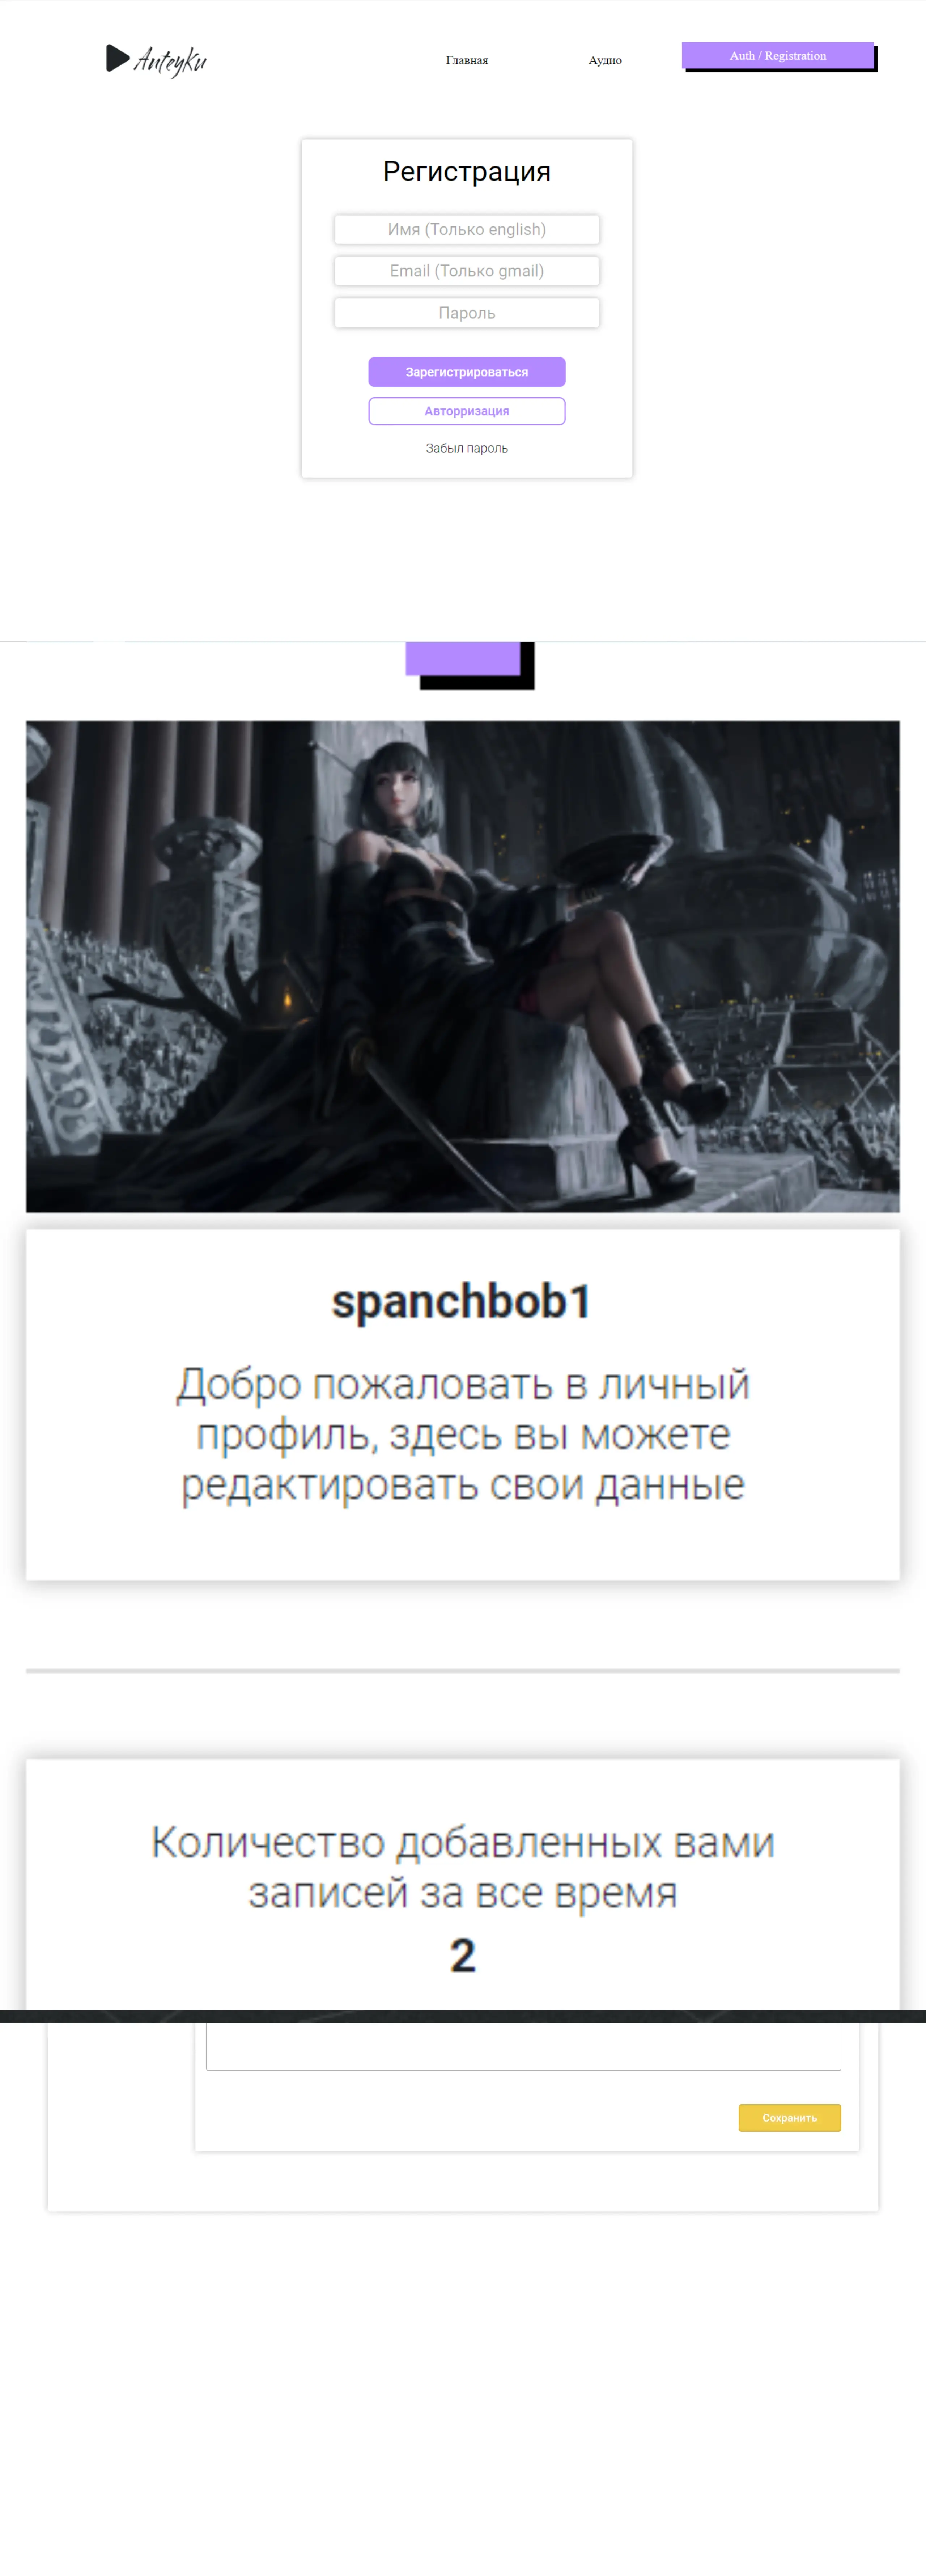 Auteyku
Главная
Аудио
Auth / Registration
Регистрация
Имя (Только english)
Email (Только gmail)
Пароль
Зарегистрироваться
Авторризация
Забыл пароль
spanchbob1
Добро пожаловать в личный
профиль, здесь вы можете
редактировать свои данные
Количество добавленных вами
записей за все время
2
Сохранить